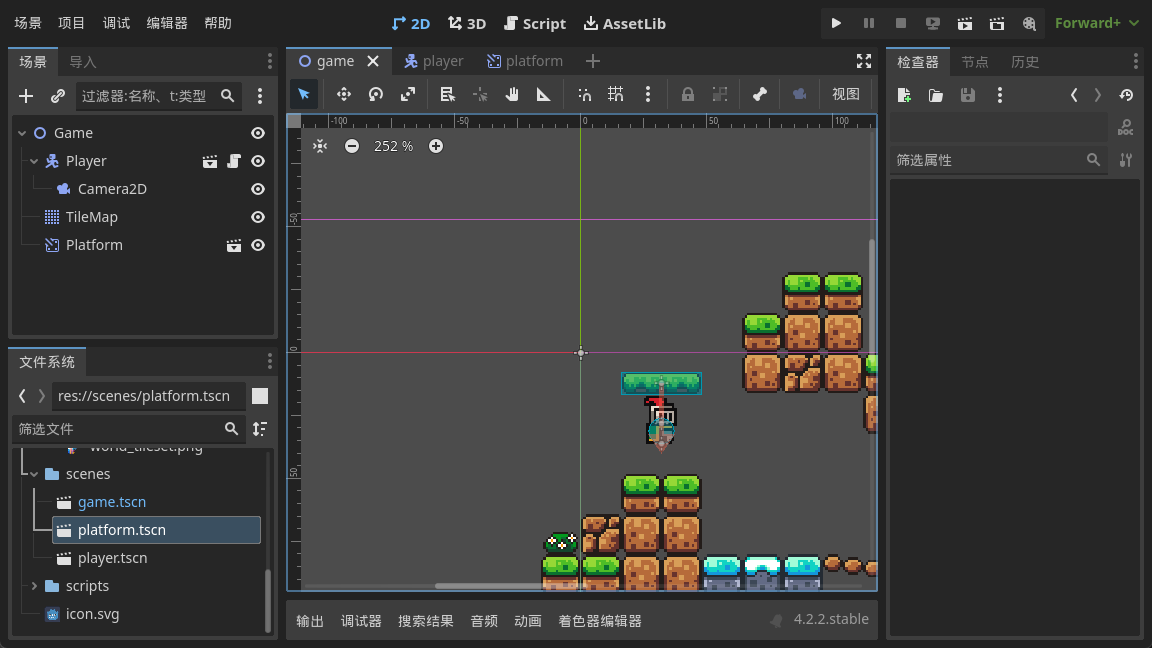 场景 项目 调试 编辑器 帮助 2D 3D Script AssetLib Forward+
场景 导入
过滤器:名称、t:类型
Game
Player
Camera2D
TileMap
Platform
文件系统
res://scenes/platform.tscn
筛选文件
world_tileset.png
scenes
game.tscn
platform.tscn
player.tscn
scripts
icon.svg
game player platform
视图
-100 -50 0 50 100
252 %
-50
0
50
输出 调试器 搜索结果 音频 动画 着色器编辑器 4.2.2.stable
检查器 节点 历史
DOC
筛选属性